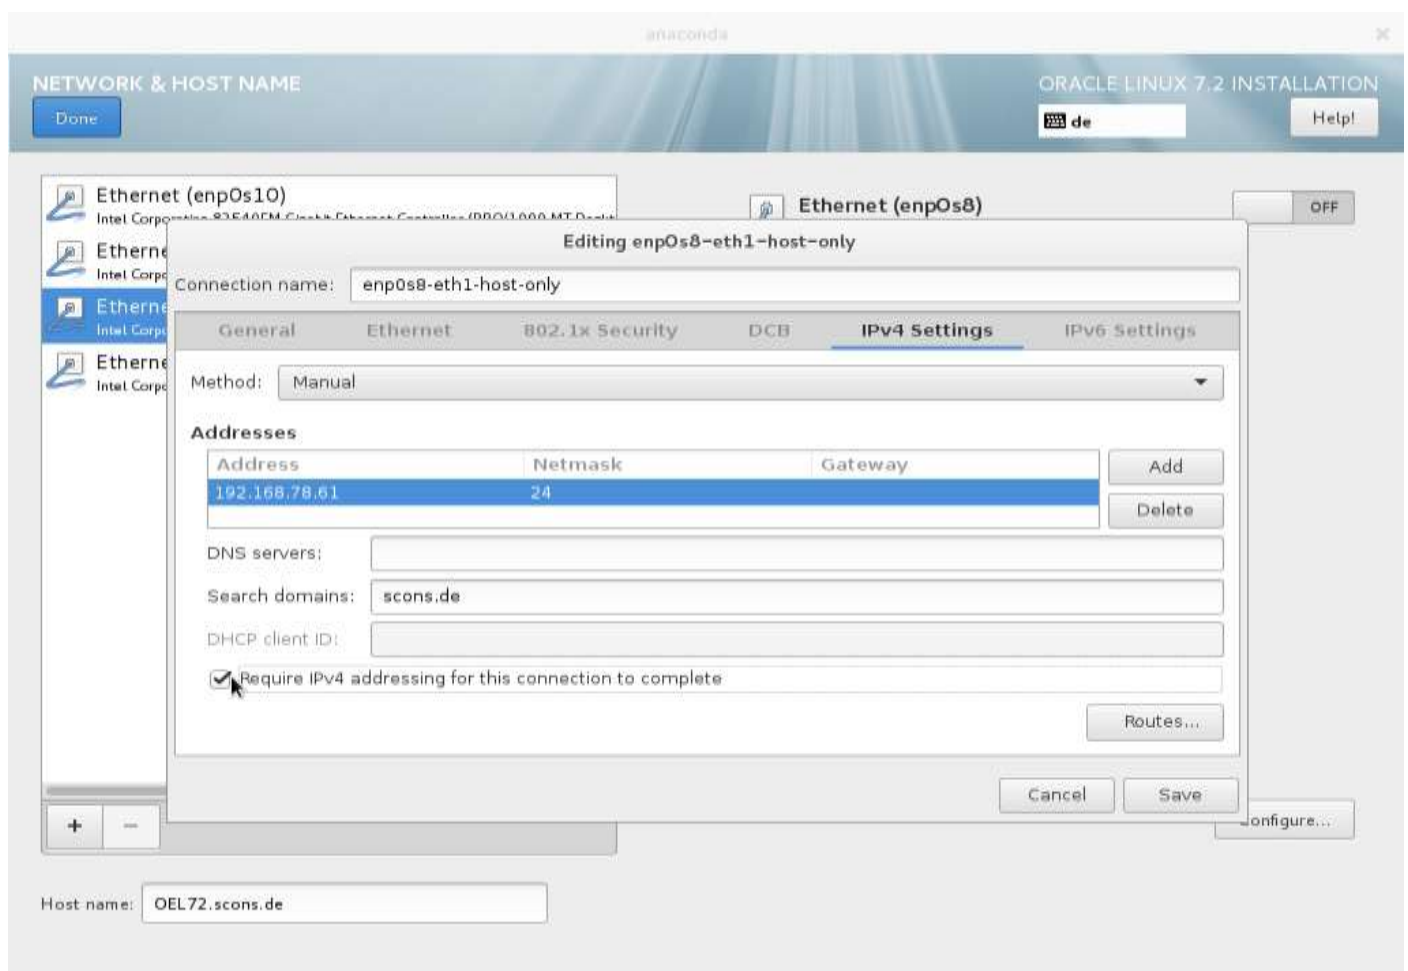 anaconda
NETWORK & HOST NAME
ORACLE LINUX 7.2 INSTALLATION
Done
de
Help!
Ethernet (enp0s10)
Ethernet (enp0s8)
OFF
Intel
Editing enp0s8-eth1-host-only
Intel
Connection name: enp0s8-eth1-host-only
Intel
General Ethernet 802.1x Security DCB IPv4 Settings IPv6 Settings
Intel
Method: Manual
Addresses
Address Netmask Gateway
Add
192.168.78.61 24
Delete
DNS servers:
Search domains: scons.de
DHCP client ID:
Require IPv4 addressing for this connection to complete
Routes...
Cancel Save
+ −
onfigure...
Host name: OEL72.scons.de